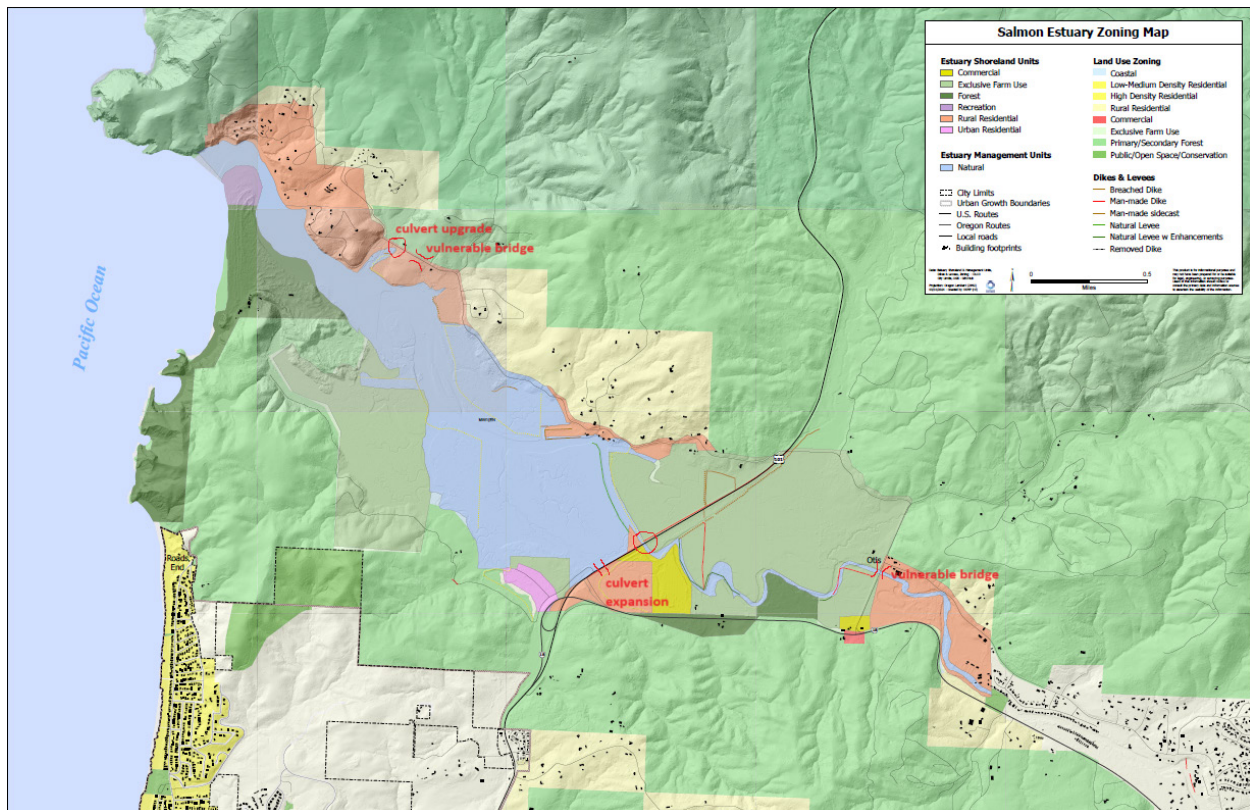 Salmon Estuary Zoning Map
Estuary Shoreland Units
Commercial
Exclusive Farm Use
Forest
Recreation
Rural Residential
Urban Residential
Estuary Management Units
Natural
City Limits
Urban Growth Boundaries
U.S. Routes
Oregon Routes
Local roads
Building footprints
Land Use Zoning
Coastal
Low-Medium Density Residential
High Density Residential
Rural Residential
Commercial
Exclusive Farm Use
Primary/Secondary Forest
Public/Open Space/Conservation
Dikes & Levees
Breached Dike
Man-made Dike
Man-made sidecast
Natural Levee
Natural Levee w Enhancements
Removed Dike
0
0.5
Miles
culvert upgrade
vulnerable bridge
Pacific Ocean
101
Otis
vulnerable bridge
culvert
expansion
Roads
End